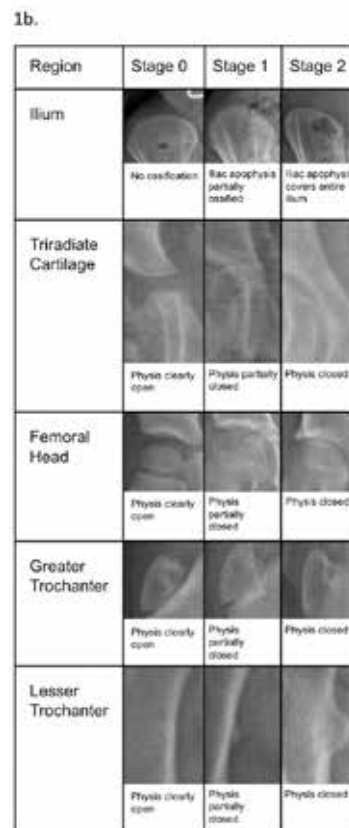 1b.
Region Stage 0 Stage 1 Stage 2
Ilium
No ossification
Iliac apophysis
partially
ossified
Iliac apophysis
covers entire
ilium
Triradiate
Cartilage
Physis clearly
open
Physis partially
closed
Physis closed
Femoral
Head
Physis clearly
open
Physis
partially
closed
Physis closed
Greater
Trochanter
Physis clearly
open
Physis
partially
closed
Physis closed
Lesser
Trochanter
Physis clearly
open
Physis
partially
closed
Physis closed